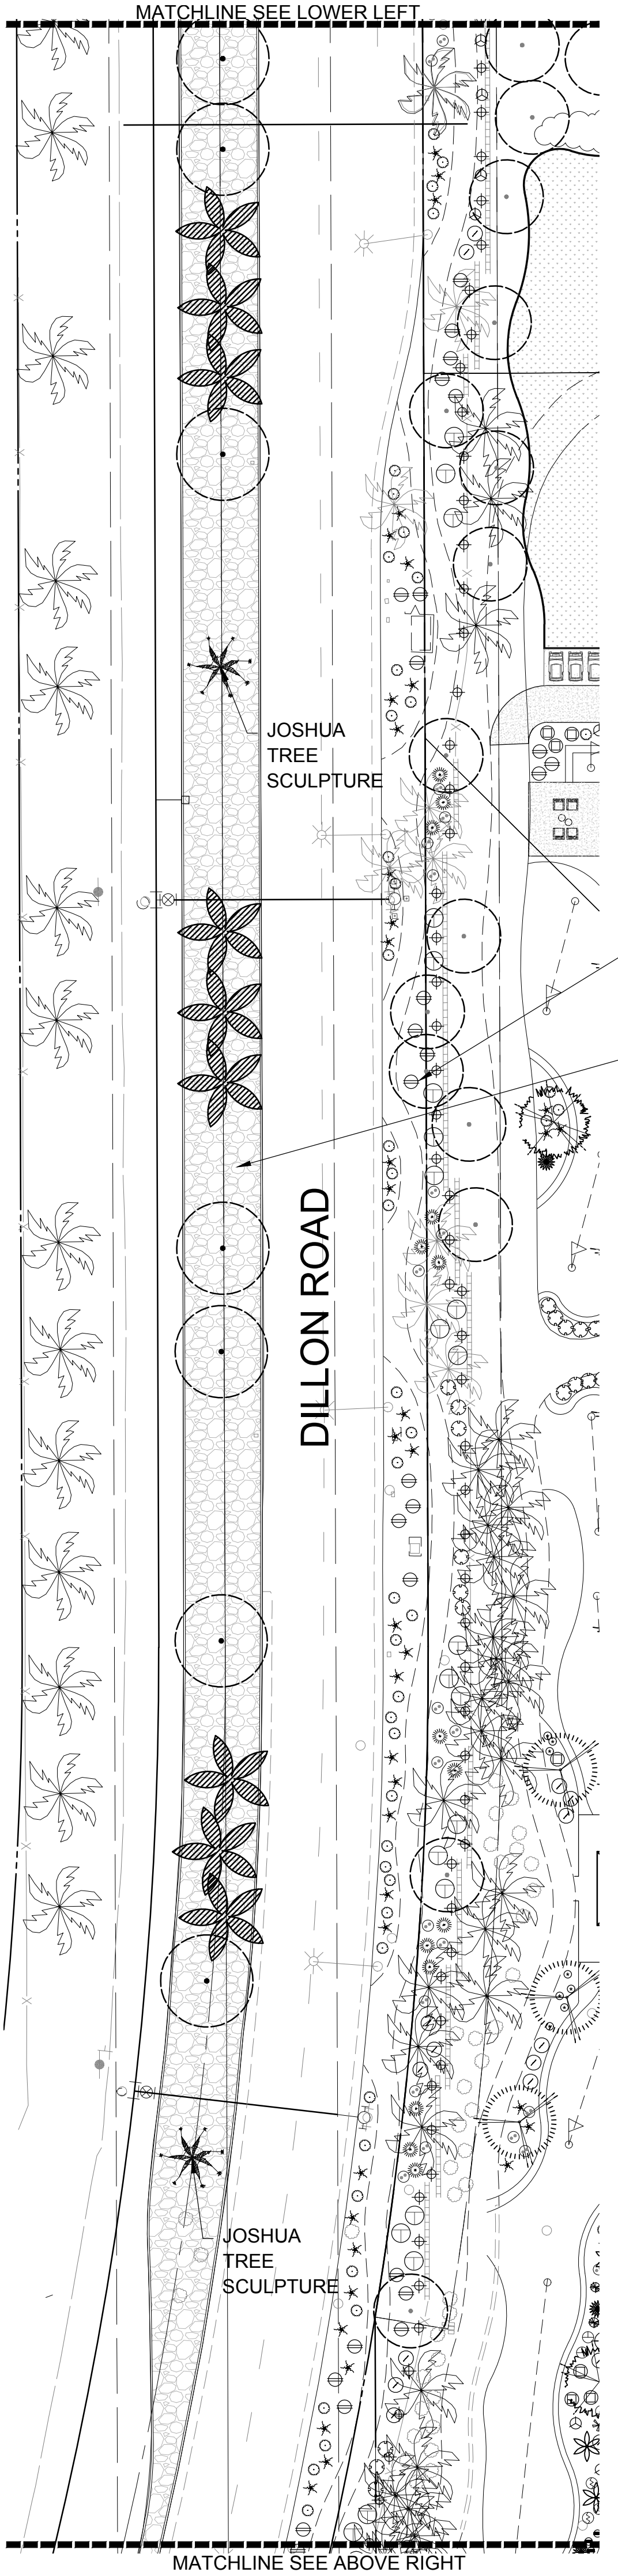 MATCHLINE SEE LOWER LEFT
JOSHUA
TREE
SCULPTURE
DILLON ROAD
JOSHUA
TREE
SCULPTURE
MATCHLINE SEE ABOVE RIGHT